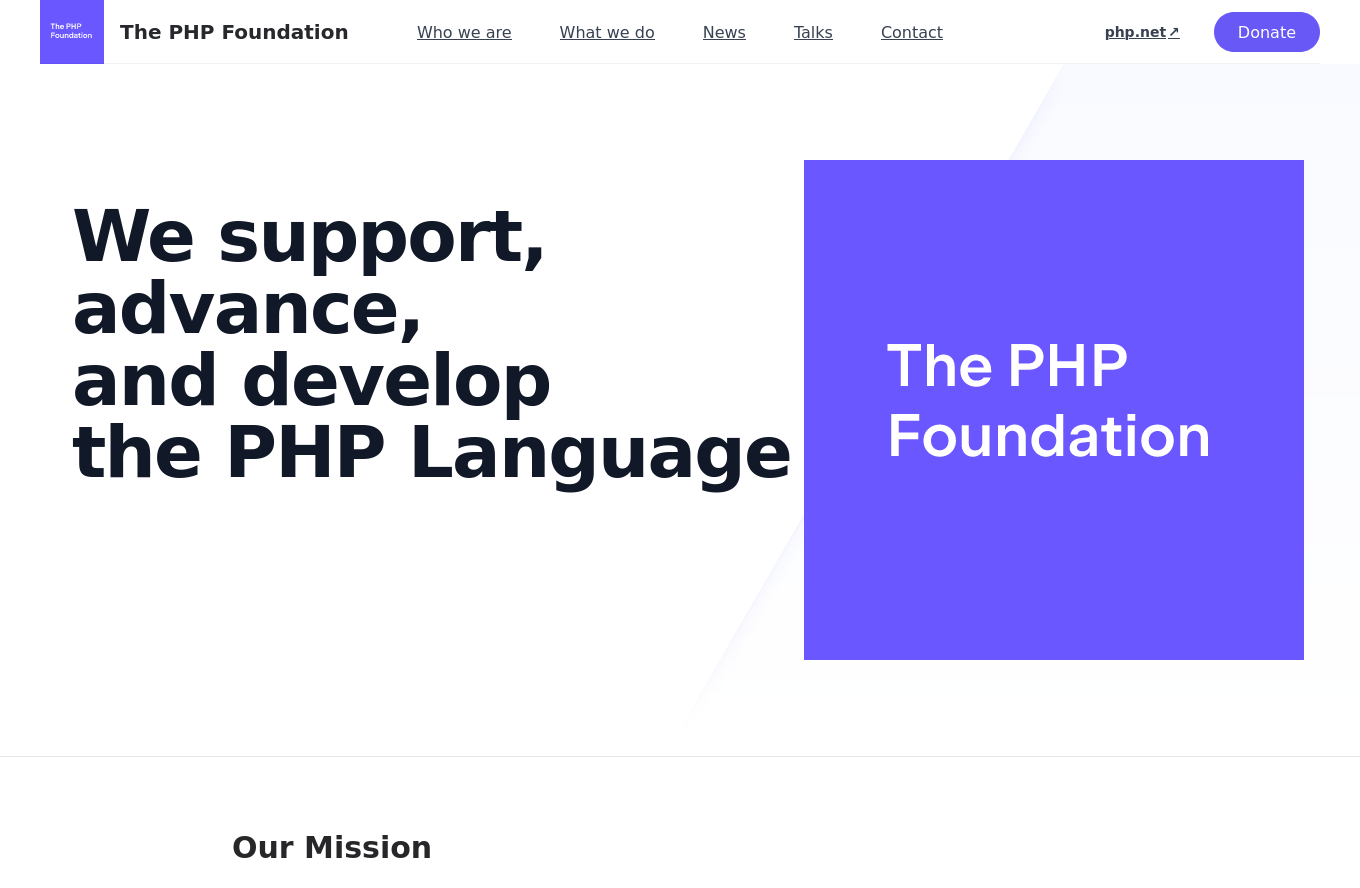 The PHP
Foundation
The PHP Foundation
Who we are
What we do
News
Talks
Contact
php.net↗
Donate
We support,
advance,
and develop
the PHP Language
The PHP
Foundation
Our Mission